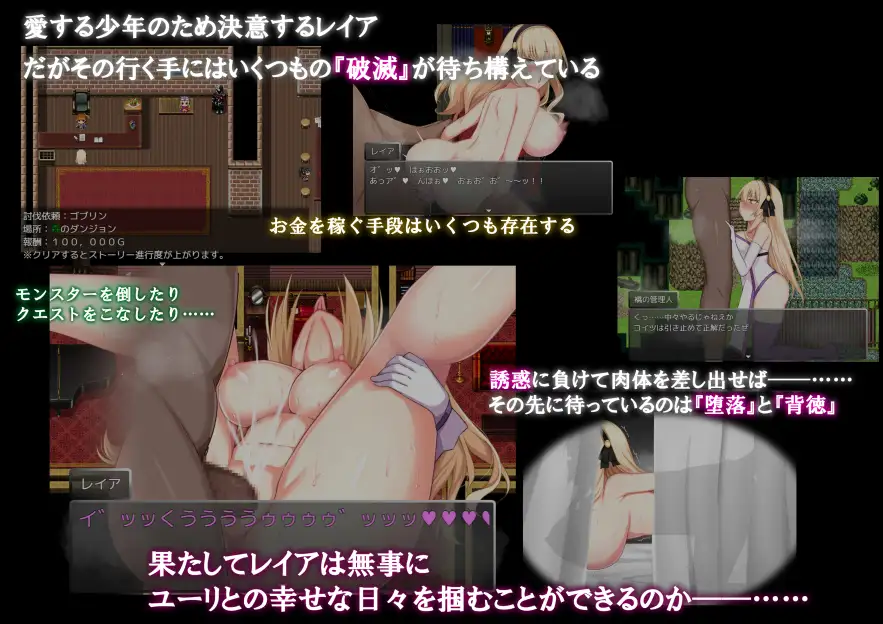 愛する少年のため決意するレイア
だがその行く手にはいくつもの『破滅』が待ち構えている
レイア
オ゛ッ♥ はぉおおッ♥
あっア゛♥ んはぉ♥ おぉお゛お゛～～ッ！！
討伐依頼：ゴブリン
場所：森のダンジョン
報酬：１００，０００Ｇ
※クリアするとストーリー進行度が上がります。
お金を稼ぐ手段はいくつも存在する
橋の管理人
くっ……中々やるじゃねえか
コイツは引き止めて正解だったぜ
モンスターを倒したり
クエストをこなしたり……
誘惑に負けて肉体を差し出せば――……
その先に待っているのは『堕落』と『背徳』
レイア
イ゛ッッくううううぅぅぅぅ゛ッッッ♥♥♥
果たしてレイアは無事に
ユーリとの幸せな日々を掴むことができるのか――……